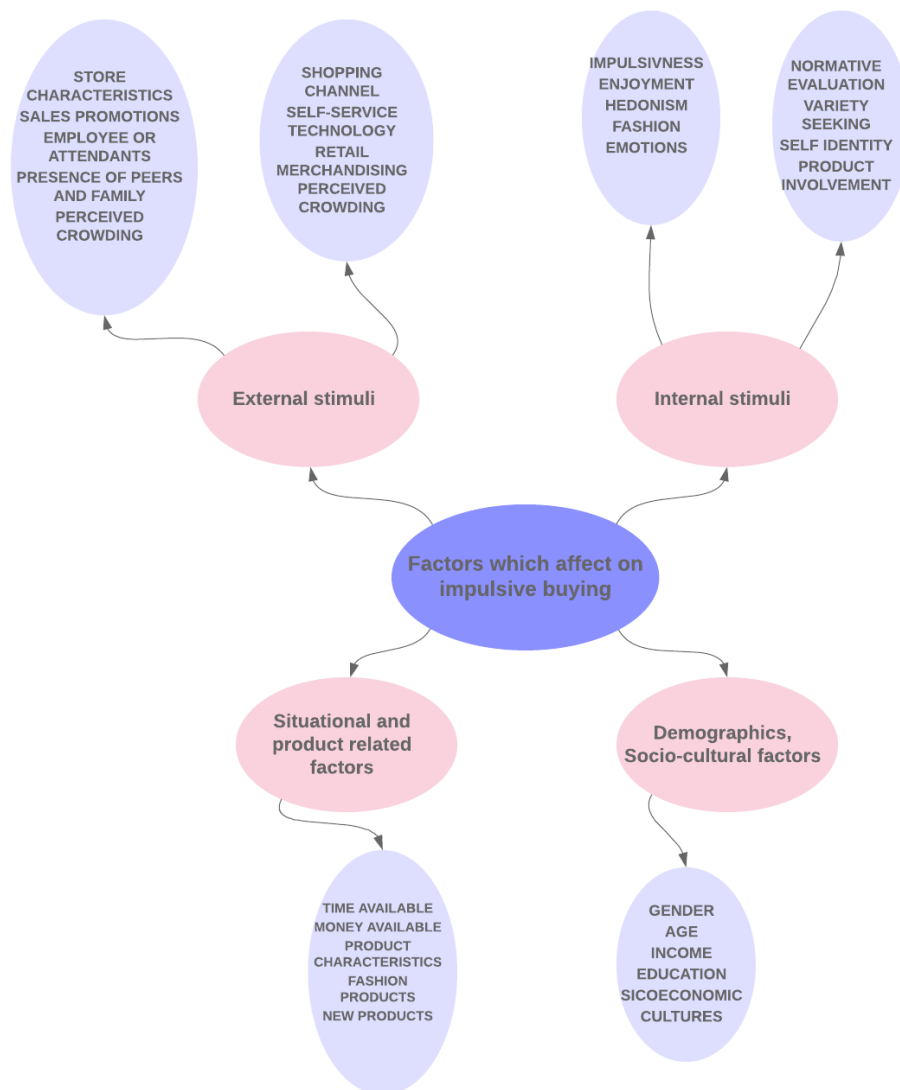 STORE
CHARACTERISTICS
SALES PROMOTIONS
EMPLOYEE OR
ATTENDANTS
PRESENCE OF PEERS
AND FAMILY
PERCEIVED
CROWDING
SHOPPING
CHANNEL
SELF-SERVICE
TECHNOLOGY
RETAIL
MERCHANDISING
PERCEIVED
CROWDING
IMPULSIVNESS
ENJOYMENT
HEDONISM
FASHION
EMOTIONS
NORMATIVE
EVALUATION
VARIETY
SEEKING
SELF IDENTITY
PRODUCT
INVOLVEMENT
External stimuli
Internal stimuli
Factors which affect on
impulsive buying
Situational and
product related
factors
Demographics,
Socio-cultural factors
TIME AVAILABLE
MONEY AVAILABLE
PRODUCT
CHARACTERISTICS
FASHION
PRODUCTS
NEW PRODUCTS
GENDER
AGE
INCOME
EDUCATION
SICOECONOMIC
CULTURES